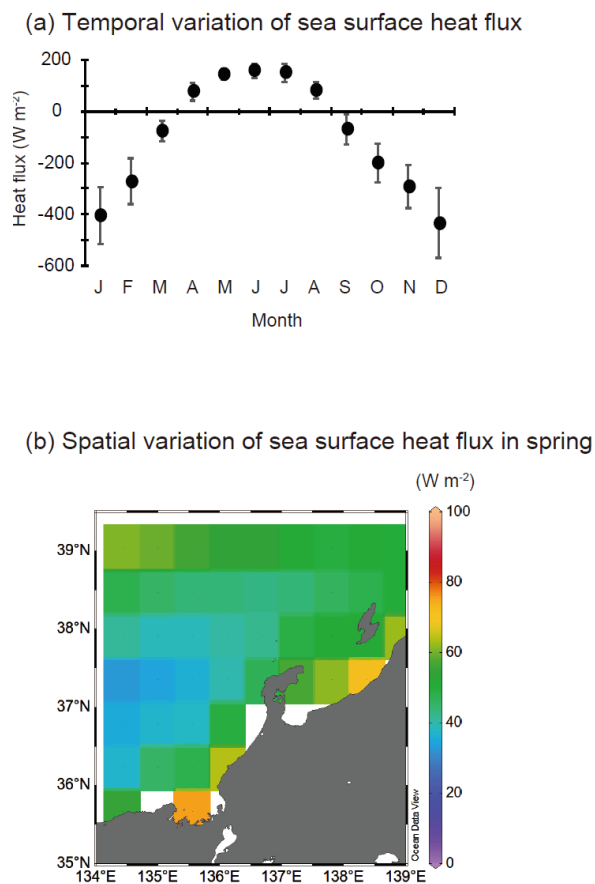 (a) Temporal variation of sea surface heat flux
200
0
-200
-400
-600
Heat flux (W m⁻²)
J F M A M J J A S O N D
Month
(b) Spatial variation of sea surface heat flux in spring
(W m⁻²)
39°N
38°N
37°N
36°N
35°N
134°E 135°E 136°E 137°E 138°E 139°E
100
80
60
40
20
0
Ocean Data View